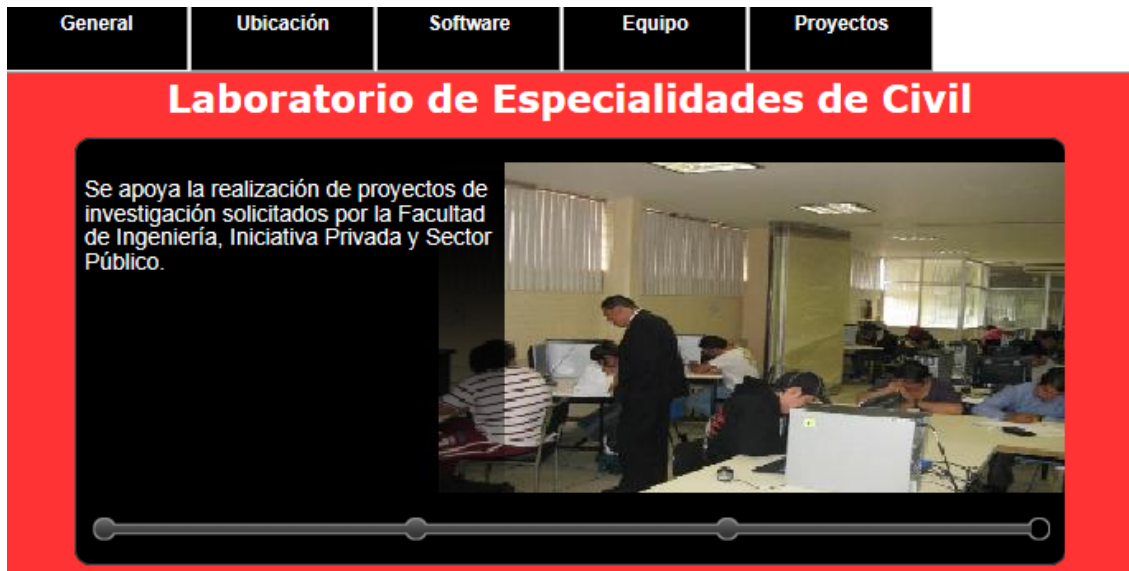 General
Ubicación
Software
Equipo
Proyectos
Laboratorio de Especialidades de Civil
Se apoya la realización de proyectos de
investigación solicitados por la Facultad
de Ingeniería, Iniciativa Privada y Sector
Público.